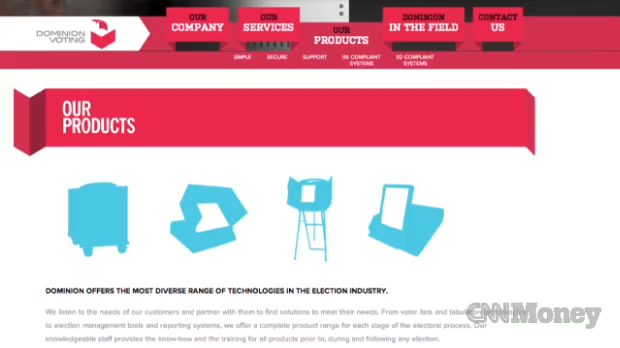 DOMINION
VOTING
OUR
COMPANY
OUR
SERVICES
OUR
PRODUCTS
DOMINION
IN THE FIELD
CONTACT
US
SIMPLE
SECURE
SUPPORT
05 COMPLIANT
SYSTEMS
02 COMPLIANT
SYSTEMS
OUR
PRODUCTS
DOMINION OFFERS THE MOST DIVERSE RANGE OF TECHNOLOGIES IN THE ELECTION INDUSTRY.
We listen to the needs of our customers and partner with them to find solutions to meet their needs. From voter lists and
to election management tools and reporting systems, we offer a complete product range for each stage of the electoral process. Our
knowledgeable staff provides the know-how and the training for all products prior to, during and following any election.
CNNMoney